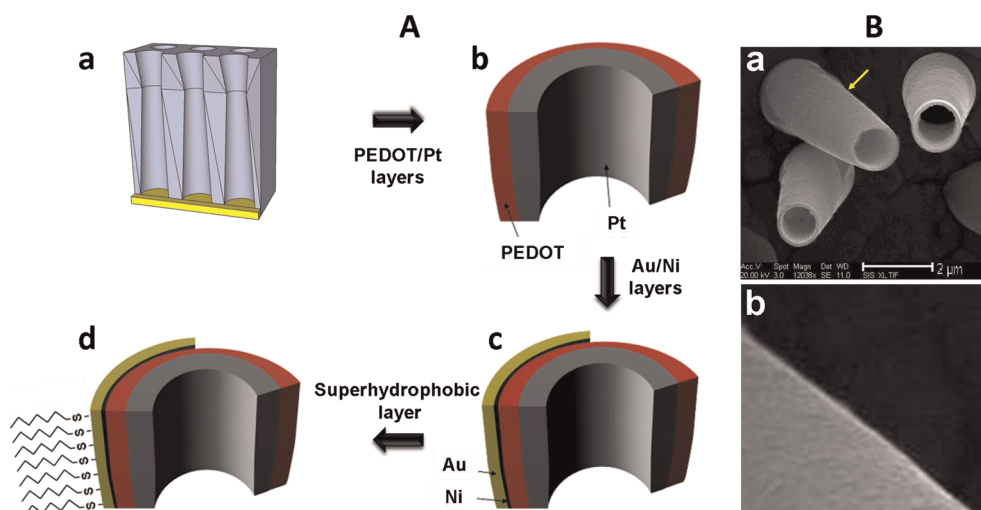 A
B
a
b
PEDOT/Pt
layers
Pt
PEDOT
Au/Ni
layers
a
Acc.V Spot Magn Det WD
20.00 kV 3.0 12036x SE 11.0 SIS XL.TIF
2 µm
d
Superhydrophobic
layer
c
Au
Ni
S
S
S
S
S
S
S
b